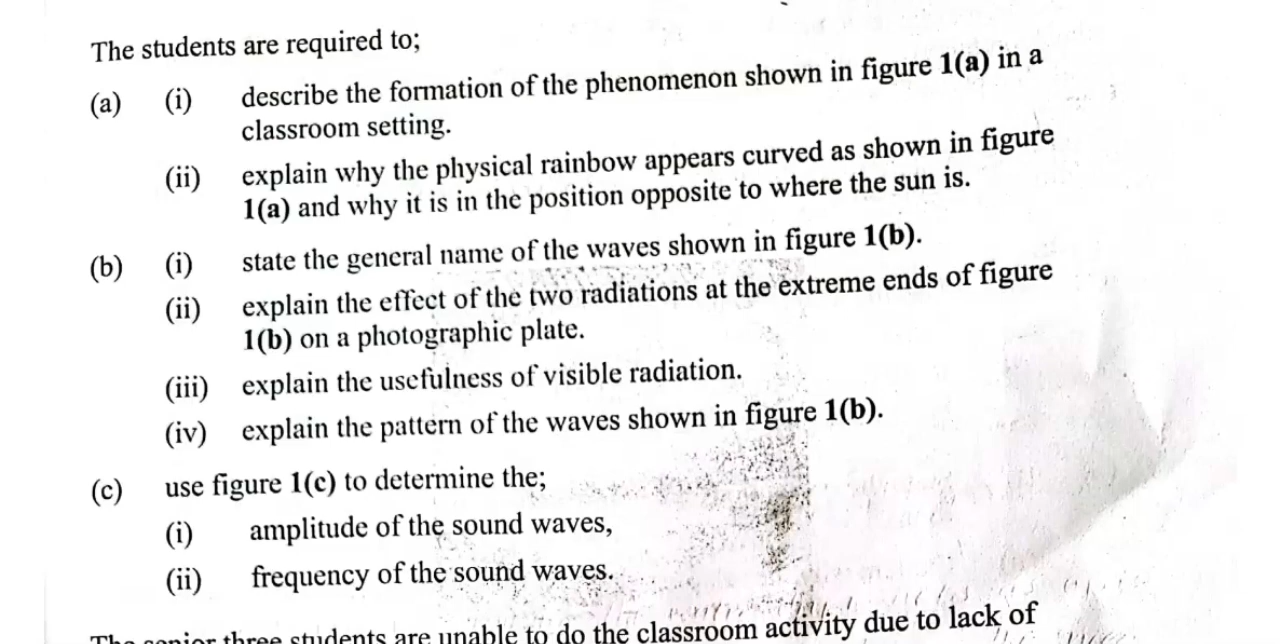 The students are required to;
(a) (i) describe the formation of the phenomenon shown in figure 1(a) in a
classroom setting.
(ii) explain why the physical rainbow appears curved as shown in figure
1(a) and why it is in the position opposite to where the sun is.
(b) (i) state the general name of the waves shown in figure 1(b).
(ii) explain the effect of the two radiations at the extreme ends of figure
1(b) on a photographic plate.
(iii) explain the usefulness of visible radiation.
(iv) explain the pattern of the waves shown in figure 1(b).
(c) use figure 1(c) to determine the;
(i) amplitude of the sound waves,
(ii) frequency of the sound waves.
The senior three students are unable to do the classroom activity due to lack of